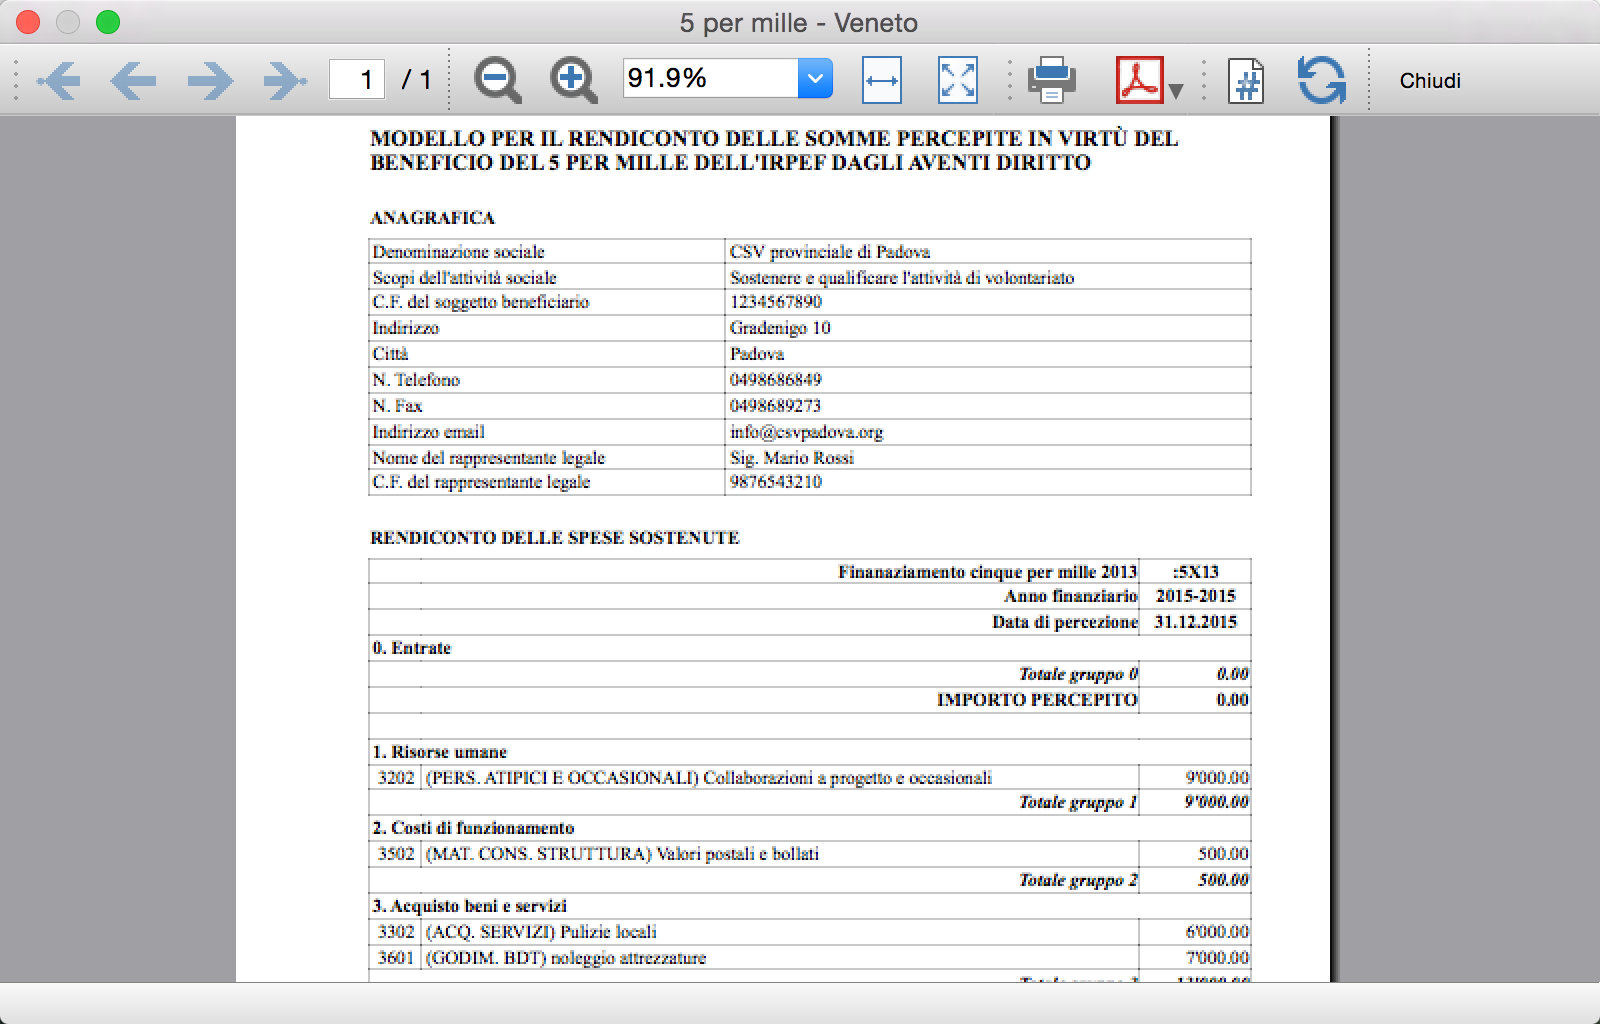 5 per mille - Veneto
1 / 1 91.9% # Chiudi
MODELLO PER IL RENDICONTO DELLE SOMME PERCEPITE IN VIRTÙ DEL
BENEFICIO DEL 5 PER MILLE DELL'IRPEF DAGLI AVENTI DIRITTO
ANAGRAFICA
Denominazione sociale CSV provinciale di Padova
Scopi dell'attività sociale Sostenere e qualificare l'attività di volontariato
C.F. del soggetto beneficiario 1234567890
Indirizzo Gradenigo 10
Città Padova
N. Telefono 0498686849
N. Fax 0498689273
Indirizzo email info@csvpadova.org
Nome del rappresentante legale Sig. Mario Rossi
C.F. del rappresentante legale 9876543210
RENDICONTO DELLE SPESE SOSTENUTE
Finanaziamento cinque per mille 2013 :5X13
Anno finanziario 2015-2015
Data di percezione 31.12.2015
0. Entrate
Totale gruppo 0 0.00
IMPORTO PERCEPITO 0.00
1. Risorse umane
3202 (PERS. ATIPICI E OCCASIONALI) Collaborazioni a progetto e occasionali 9'000.00
Totale gruppo 1 9'000.00
2. Costi di funzionamento
3502 (MAT. CONS. STRUTTURA) Valori postali e bollati 500.00
Totale gruppo 2 500.00
3. Acquisto beni e servizi
3302 (ACQ. SERVIZI) Pulizie locali 6'000.00
3601 (GODIM. BDT) noleggio attrezzature 7'000.00